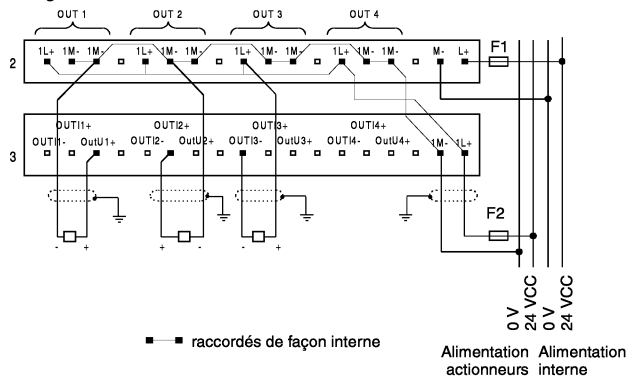 OUT 1 OUT 2 OUT 3 OUT 4
1L+ 1M- 1M- 1L+ 1M- 1M- 1L+ 1M- 1M- 1L+ 1M- 1M- M- L+ F1
2
OUTI1+ OUTI2+ OUTI3+ OUTI4+
OUTI1- OutU1+ OUTI2- OutU2+ OUTI3- OutU3+ OUTI4- OutU4+ 1M- 1L+
3
F2
- + + - - +
0 V 24 VCC 0 V 24 VCC
raccordés de façon interne
Alimentation actionneurs
Alimentation interne